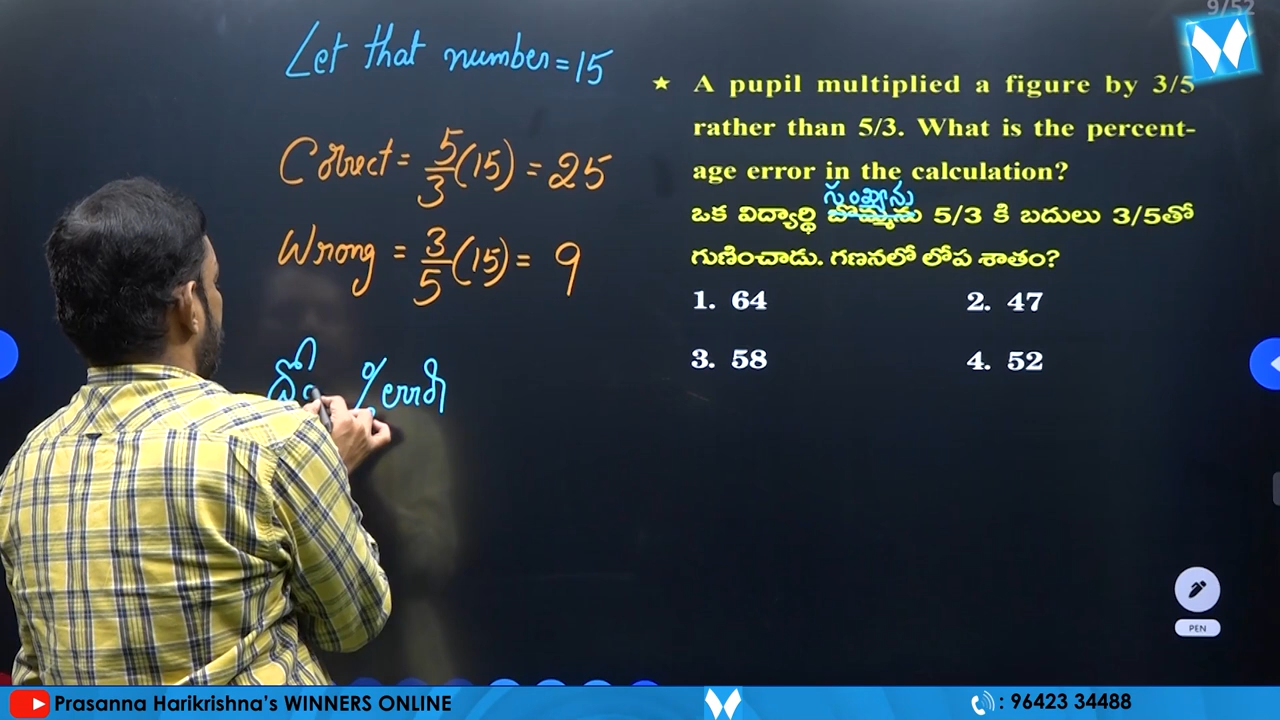 9/52
Let that number = 15
Correct = 5/3 (15) = 25
Wrong = 3/5 (15) = 9
% error
★ A pupil multiplied a figure by 3/5
rather than 5/3. What is the percent-
age error in the calculation?
సంఖ్యను
ఒక విద్యార్థి బొమ్మను 5/3 కి బదులు 3/5తో
గుణించాడు. గణనలో లోప శాతం?
1. 64 2. 47
3. 58 4. 52
PEN
Prasanna Harikrishna's WINNERS ONLINE : 96423 34488